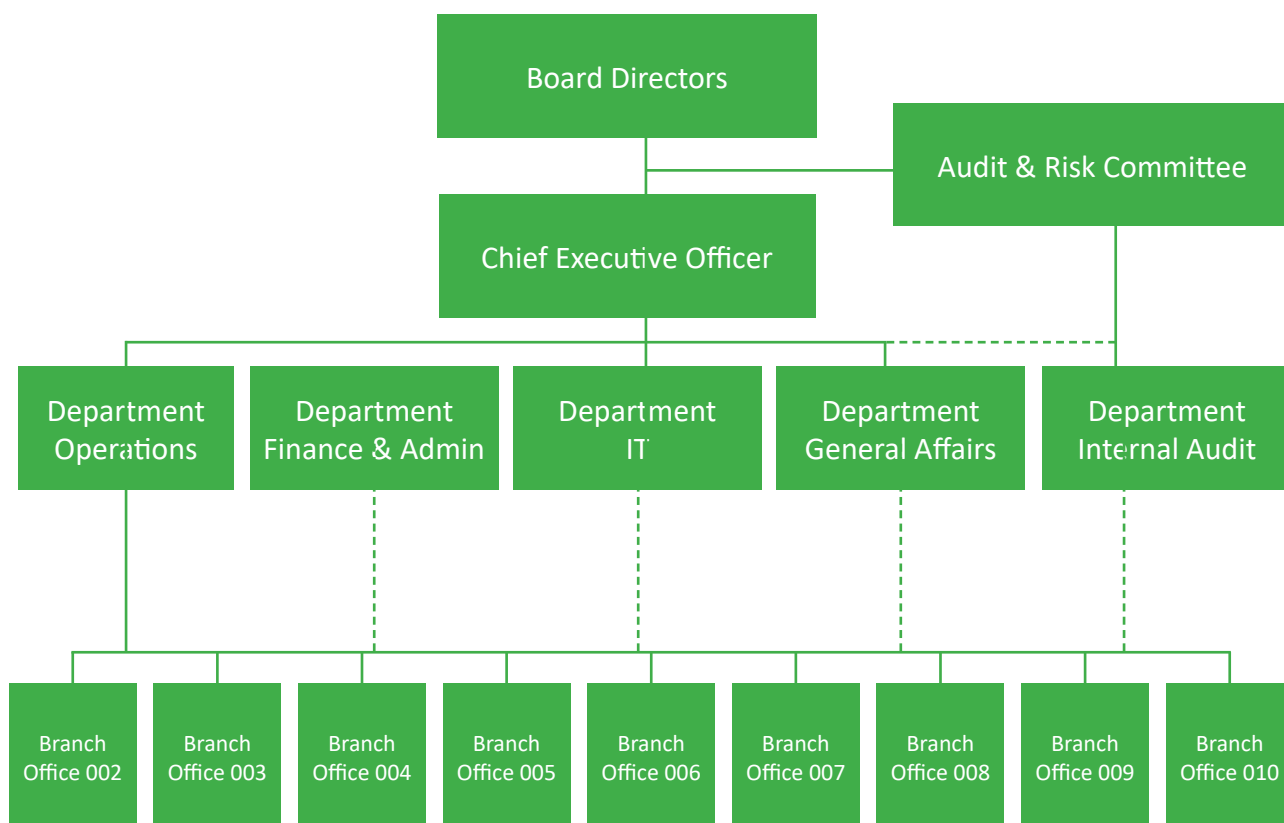 Board Directors
Audit & Risk Committee
Chief Executive Officer
Department
Operations
Department
Finance & Admin
Department
IT
Department
General Affairs
Department
Internal Audit
Branch
Office 002
Branch
Office 003
Branch
Office 004
Branch
Office 005
Branch
Office 006
Branch
Office 007
Branch
Office 008
Branch
Office 009
Branch
Office 010